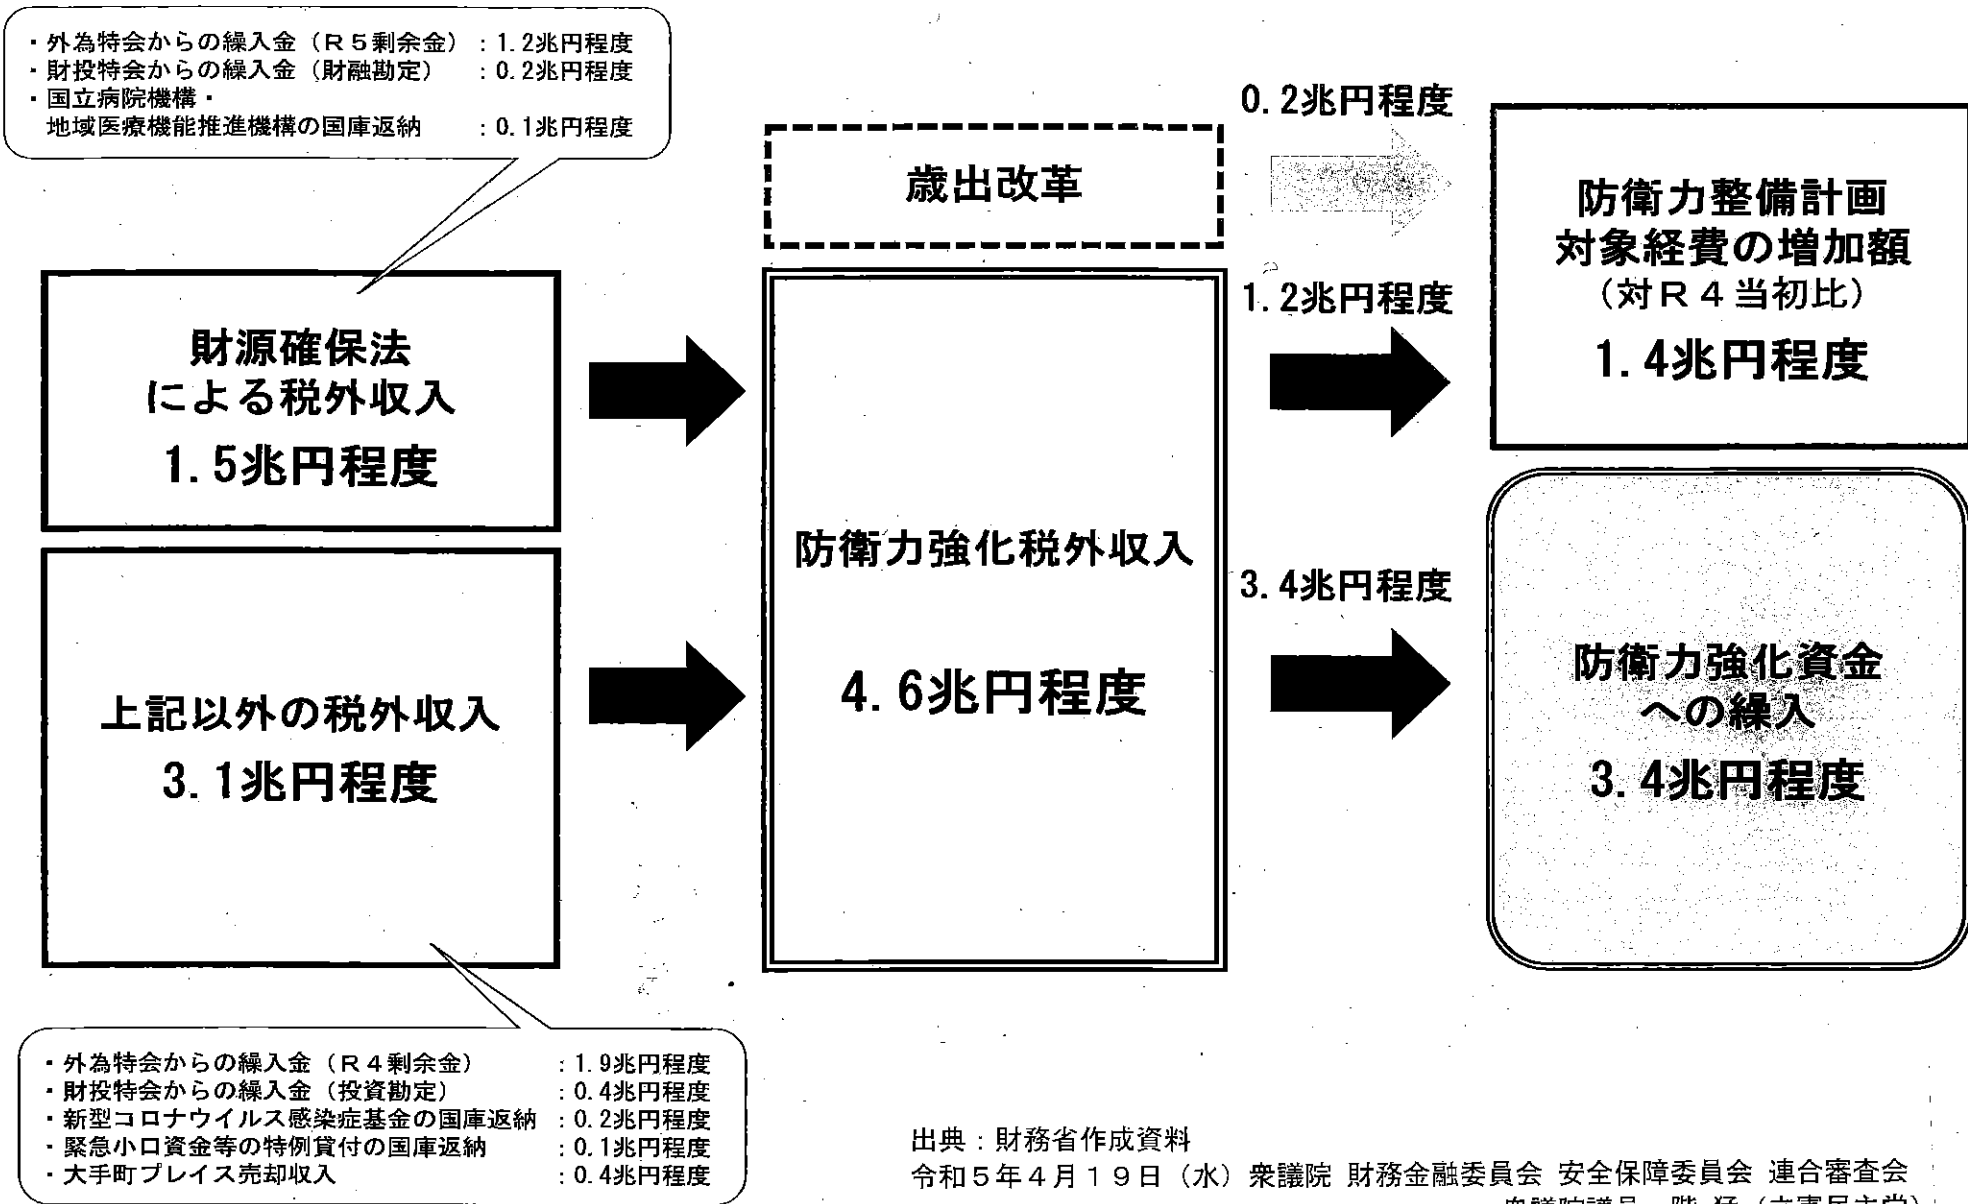 ・外為特会からの繰入金（R５剰余金）：1.2兆円程度
・財投特会からの繰入金（財融勘定）：0.2兆円程度
・国立病院機構・
地域医療機能推進機構の国庫返納：0.1兆円程度
財源確保法
による税外収入
1.5兆円程度
上記以外の税外収入
3.1兆円程度
・外為特会からの繰入金（R４剰余金）：1.9兆円程度
・財投特会からの繰入金（投資勘定）：0.4兆円程度
・新型コロナウイルス感染症基金の国庫返納：0.2兆円程度
・緊急小口資金等の特例貸付の国庫返納：0.1兆円程度
・大手町プレイス売却収入：0.4兆円程度
歳出改革
防衛力強化税外収入
4.6兆円程度
0.2兆円程度
1.2兆円程度
3.4兆円程度
防衛力整備計画
対象経費の増加額
（対R４当初比）
1.4兆円程度
防衛力強化資金
への繰入
3.4兆円程度
出典：財務省作成資料
令和５年４月１９日（水）衆議院 財務金融委員会 安全保障委員会 連合審査会
衆議院議員 階 猛（立憲民主党）